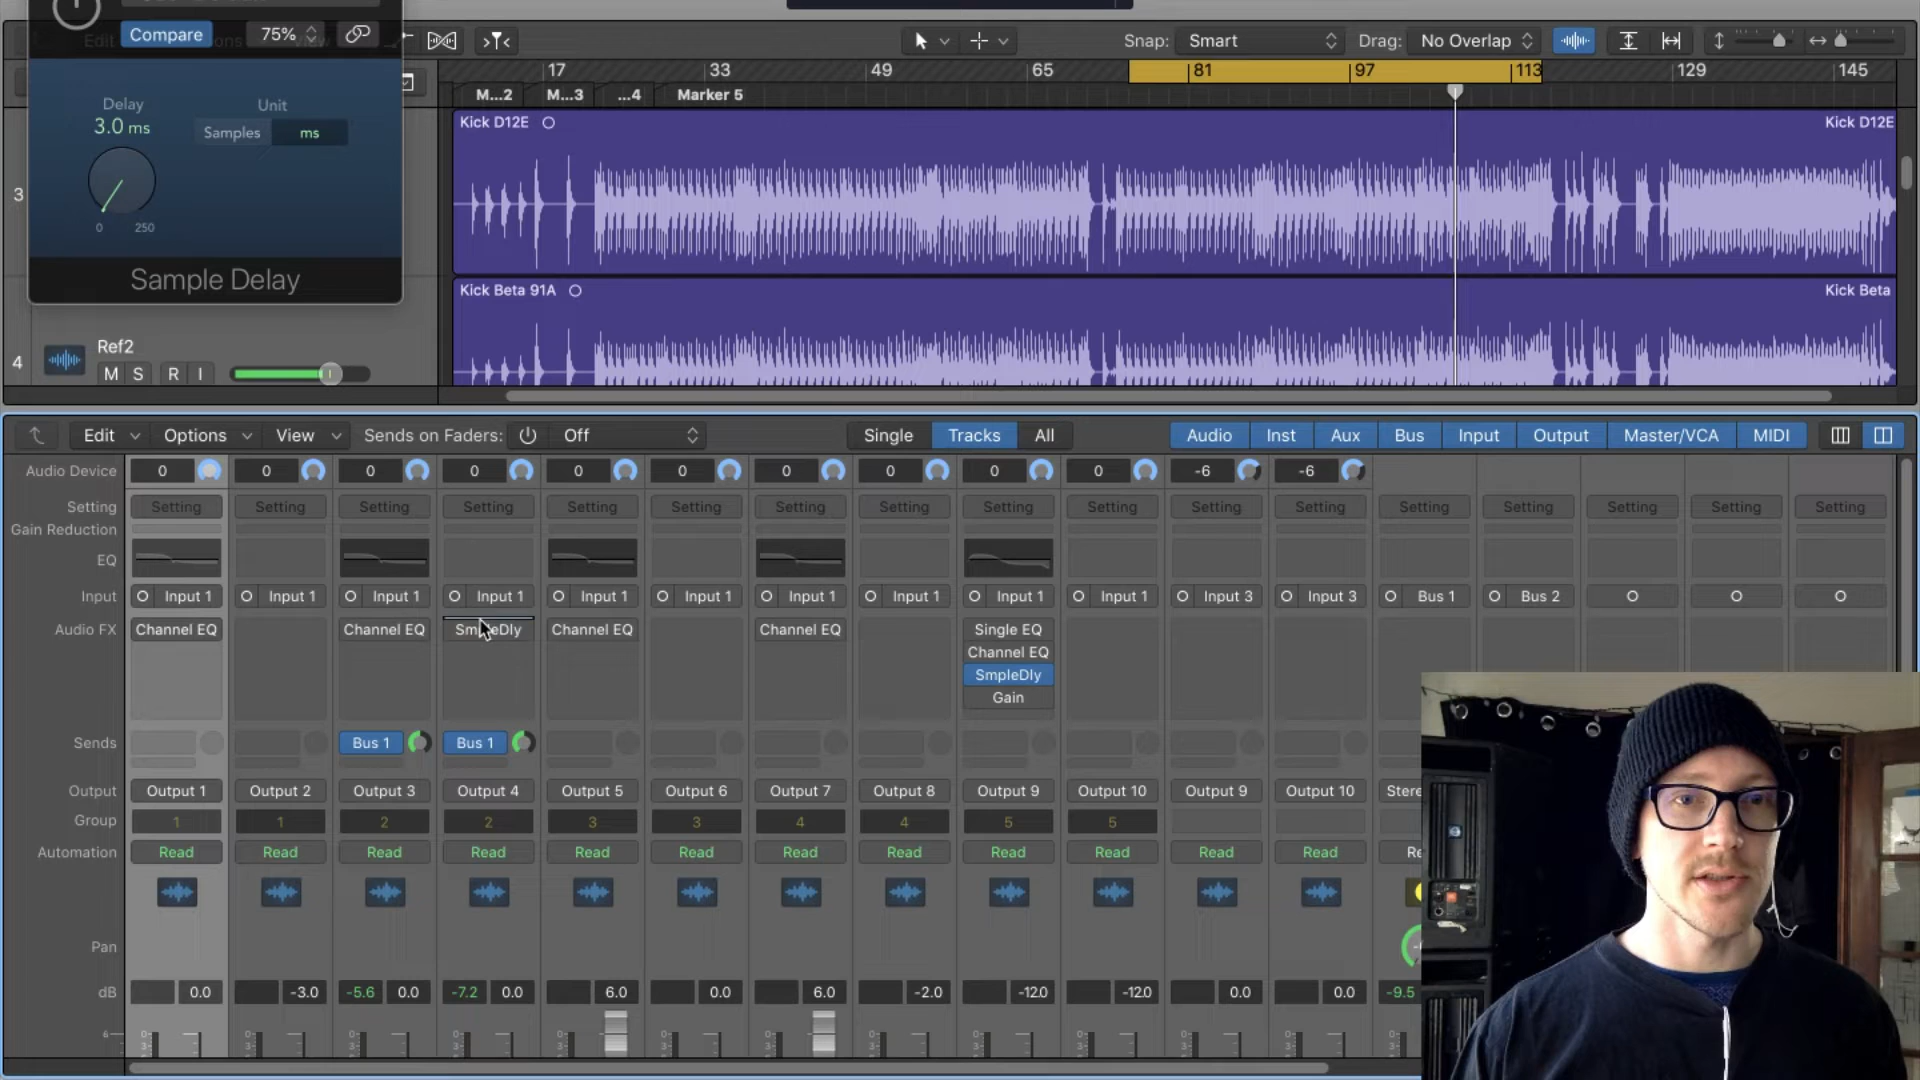 Compare
75%
Snap: Smart
Drag: No Overlap
Delay
3.0 ms
0 250
Unit
Samples ms
Sample Delay
17 33 49 65 81 97 113 129 145
M...2 M...3 ...4 Marker 5
Kick D12E Kick D12E
Kick Beta 91A Kick Beta
3
4
Ref2
M S R I
Edit Options View Sends on Faders: Off
Single Tracks All
Audio Inst Aux Bus Input Output Master/VCA MIDI
Audio Device 0 0 0 0 0 0 0 0 0 0 -6 -6
Setting Setting Setting Setting Setting Setting Setting Setting Setting Setting Setting Setting Setting Setting Setting Setting Setting Setting
Gain Reduction
EQ
Input Input 1 Input 1 Input 1 Input 1 Input 1 Input 1 Input 1 Input 1 Input 1 Input 1 Input 3 Input 3 Bus 1 Bus 2
Audio FX Channel EQ Channel EQ SmpleDly Channel EQ Channel EQ Single EQ
Channel EQ
SmpleDly
Gain
Sends Bus 1 Bus 1
Output Output 1 Output 2 Output 3 Output 4 Output 5 Output 6 Output 7 Output 8 Output 9 Output 10 Output 9 Output 10 Stere
Group 1 1 2 2 3 3 4 4 5 5
Automation Read Read Read Read Read Read Read Read Read Read Read Read Re
Pan
dB 0.0 -3.0 -5.6 0.0 -7.2 0.0 6.0 0.0 6.0 -2.0 -12.0 -12.0 0.0 0.0 -9.5